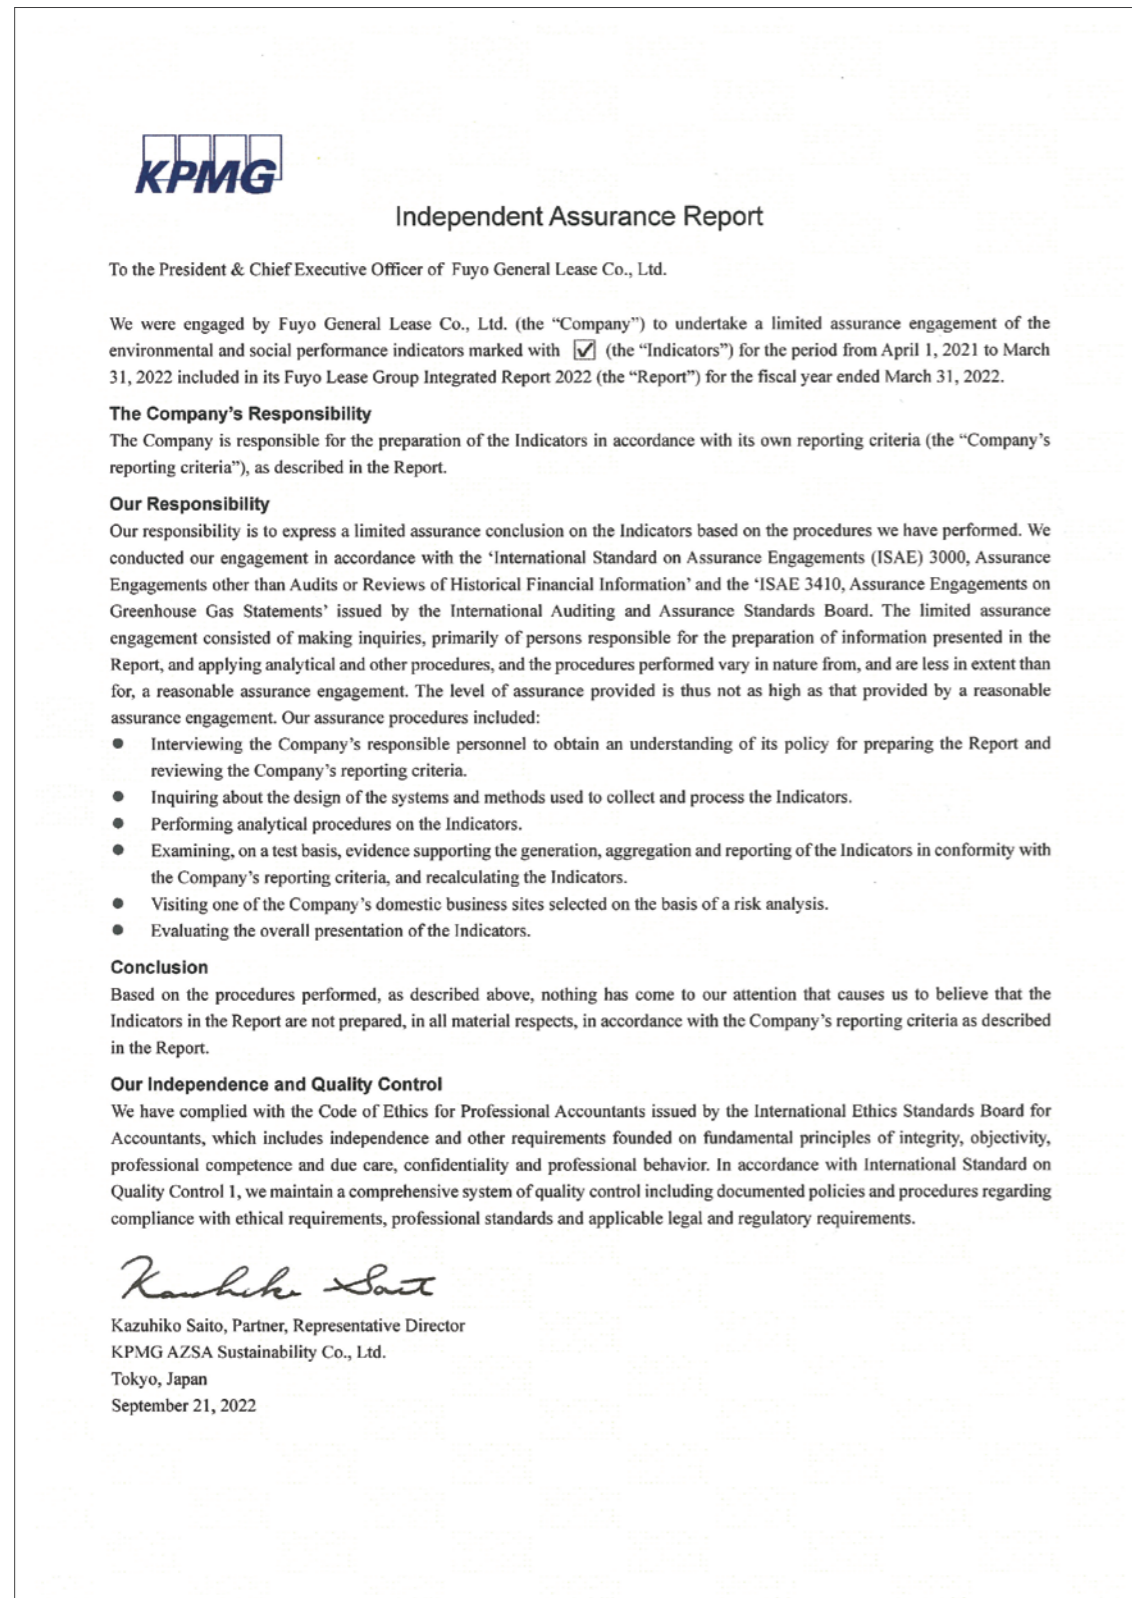 KPMG
Independent Assurance Report
To the President & Chief Executive Officer of Fuyo General Lease Co., Ltd.
We were engaged by Fuyo General Lease Co., Ltd. (the “Company”) to undertake a limited assurance engagement of the
environmental and social performance indicators marked with ☑ (the “Indicators”) for the period from April 1, 2021 to March
31, 2022 included in its Fuyo Lease Group Integrated Report 2022 (the “Report”) for the fiscal year ended March 31, 2022.
The Company’s Responsibility
The Company is responsible for the preparation of the Indicators in accordance with its own reporting criteria (the “Company’s
reporting criteria”), as described in the Report.
Our Responsibility
Our responsibility is to express a limited assurance conclusion on the Indicators based on the procedures we have performed. We
conducted our engagement in accordance with the ‘International Standard on Assurance Engagements (ISAE) 3000, Assurance
Engagements other than Audits or Reviews of Historical Financial Information’ and the ‘ISAE 3410, Assurance Engagements on
Greenhouse Gas Statements’ issued by the International Auditing and Assurance Standards Board. The limited assurance
engagement consisted of making inquiries, primarily of persons responsible for the preparation of information presented in the
Report, and applying analytical and other procedures, and the procedures performed vary in nature from, and are less in extent than
for, a reasonable assurance engagement. The level of assurance provided is thus not as high as that provided by a reasonable
assurance engagement. Our assurance procedures included:
● Interviewing the Company’s responsible personnel to obtain an understanding of its policy for preparing the Report and
reviewing the Company’s reporting criteria.
● Inquiring about the design of the systems and methods used to collect and process the Indicators.
● Performing analytical procedures on the Indicators.
● Examining, on a test basis, evidence supporting the generation, aggregation and reporting of the Indicators in conformity with
the Company’s reporting criteria, and recalculating the Indicators.
● Visiting one of the Company’s domestic business sites selected on the basis of a risk analysis.
● Evaluating the overall presentation of the Indicators.
Conclusion
Based on the procedures performed, as described above, nothing has come to our attention that causes us to believe that the
Indicators in the Report are not prepared, in all material respects, in accordance with the Company’s reporting criteria as described
in the Report.
Our Independence and Quality Control
We have complied with the Code of Ethics for Professional Accountants issued by the International Ethics Standards Board for
Accountants, which includes independence and other requirements founded on fundamental principles of integrity, objectivity,
professional competence and due care, confidentiality and professional behavior. In accordance with International Standard on
Quality Control 1, we maintain a comprehensive system of quality control including documented policies and procedures regarding
compliance with ethical requirements, professional standards and applicable legal and regulatory requirements.
Kazuhiko Saito
Kazuhiko Saito, Partner, Representative Director
KPMG AZSA Sustainability Co., Ltd.
Tokyo, Japan
September 21, 2022